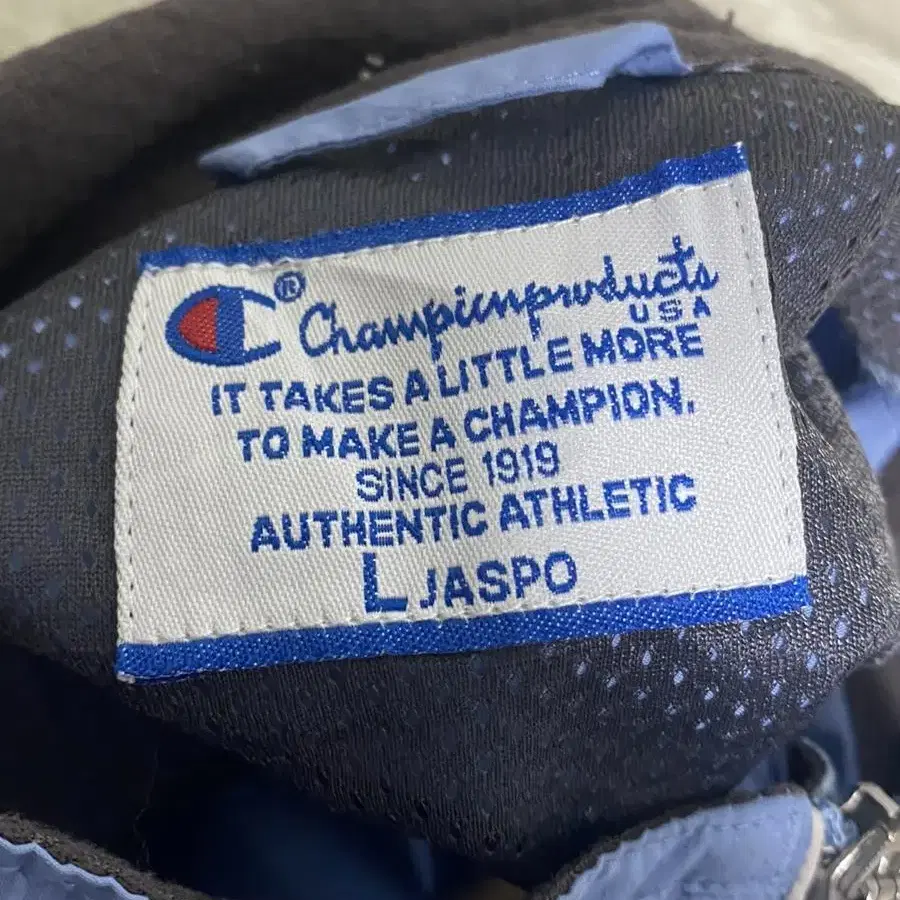 ® Championproducts
USA
IT TAKES A LITTLE MORE
TO MAKE A CHAMPION.
SINCE 1919
AUTHENTIC ATHLETIC
L JASPO